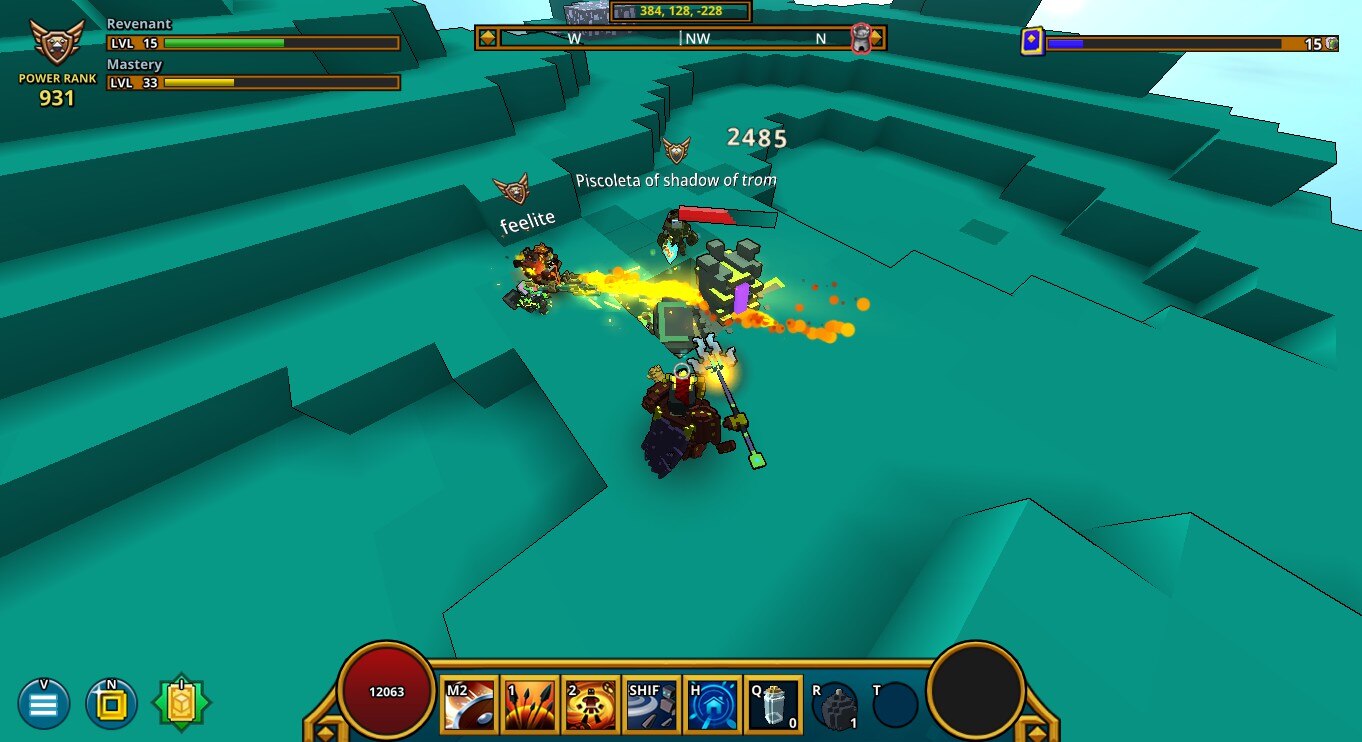 384, 128, -228
Revenant
LVL 15
W NW N
15
Mastery
LVL 33
POWER RANK
931
2485
Piscoleta of shadow of trom
feelite
V N I
12063
M2 1 2 SHIF H Q R T
0 1